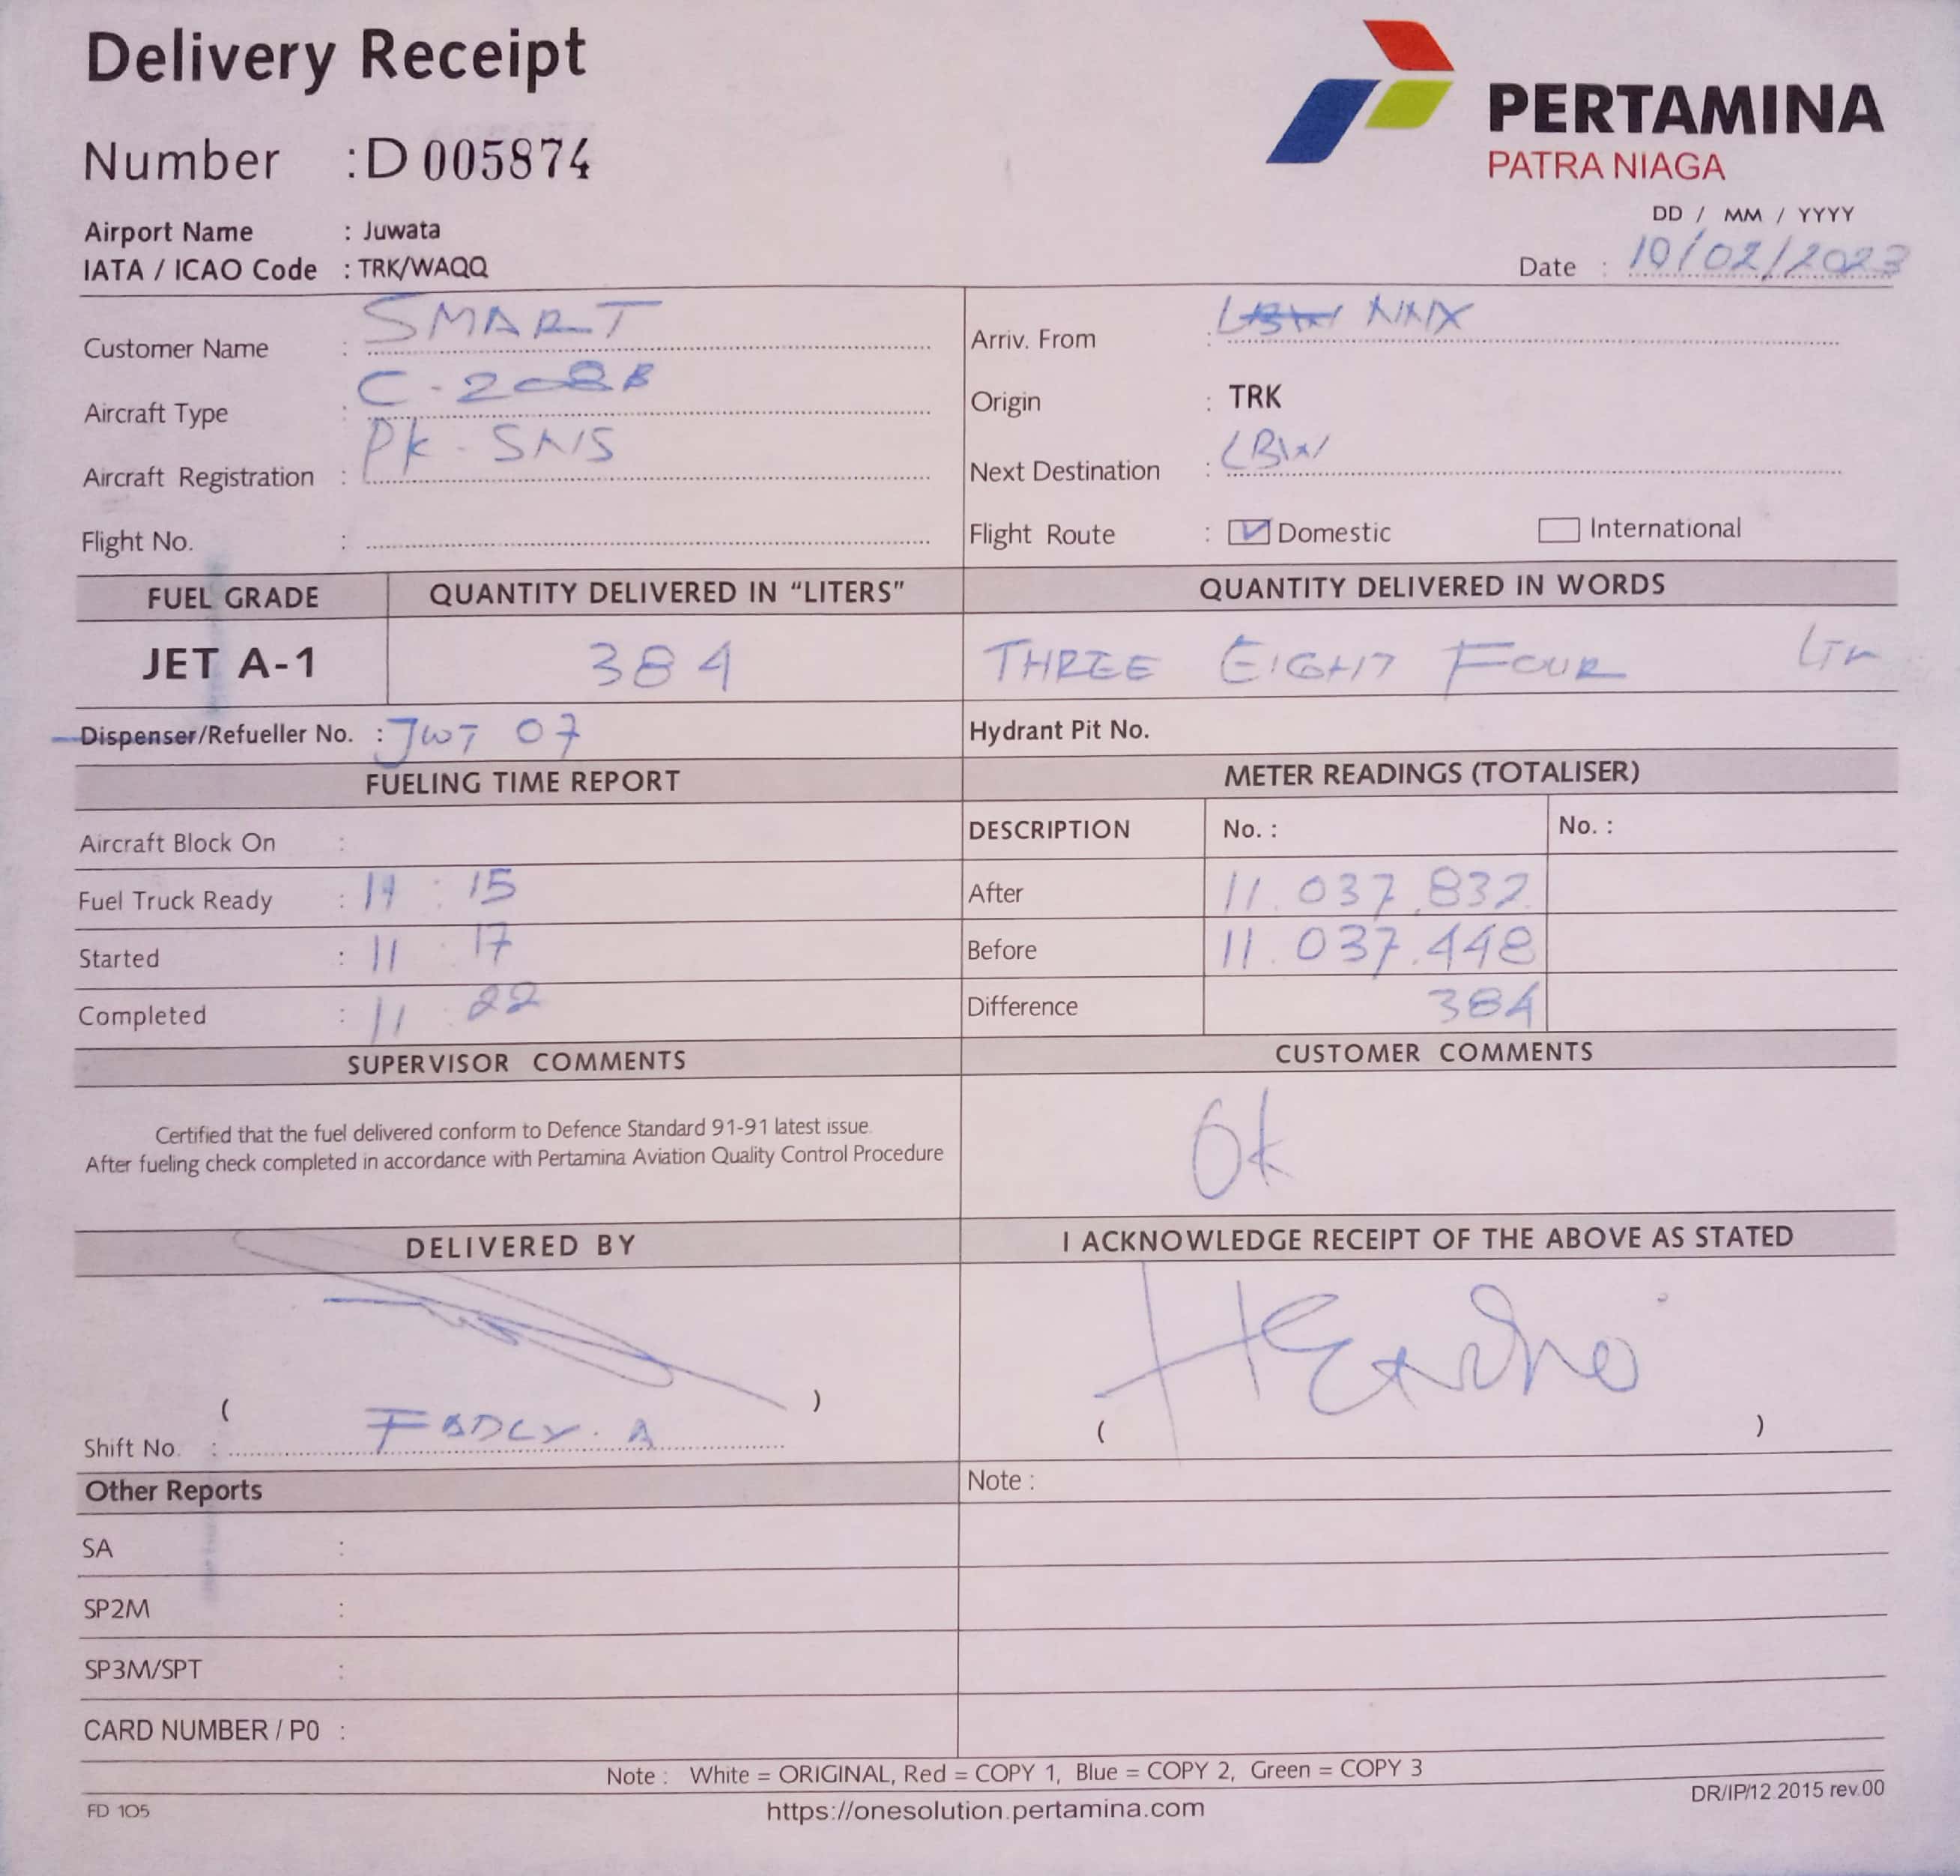 Delivery Receipt
PERTAMINA
PATRA NIAGA
Number : D 005874
Airport Name : Juwata
IATA / ICAO Code : TRK/WAQQ
DD / MM / YYYY
Date : 10/02/2023
Customer Name : SMART
Aircraft Type : C-208B
Aircraft Registration : PK-SNS
Flight No. :
Arriv. From : NNX
Origin : TRK
Next Destination : LBW
Flight Route : Domestic International
FUEL GRADE QUANTITY DELIVERED IN “LITERS” QUANTITY DELIVERED IN WORDS
JET A-1 384 THREE EIGHT FOUR
Dispenser/Refueller No. : JWT 07 Hydrant Pit No.
FUELING TIME REPORT
Aircraft Block On :
Fuel Truck Ready : 11 : 15
Started : 11 17
Completed : 11 22
METER READINGS (TOTALISER)
DESCRIPTION No. : No. :
After 11.037.832
Before 11.037.448
Difference 384
SUPERVISOR COMMENTS
Certified that the fuel delivered conform to Defence Standard 91-91 latest issue.
After fueling check completed in accordance with Pertamina Aviation Quality Control Procedure
CUSTOMER COMMENTS
Ok
DELIVERED BY
( )
Shift No. : FADLY. A
I ACKNOWLEDGE RECEIPT OF THE ABOVE AS STATED
( )
Other Reports
SA :
SP2M :
SP3M/SPT :
CARD NUMBER / P0 :
Note :
Note : White = ORIGINAL, Red = COPY 1, Blue = COPY 2, Green = COPY 3
FD 105
https://onesolution.pertamina.com
DR/IP/12.2015 rev.00